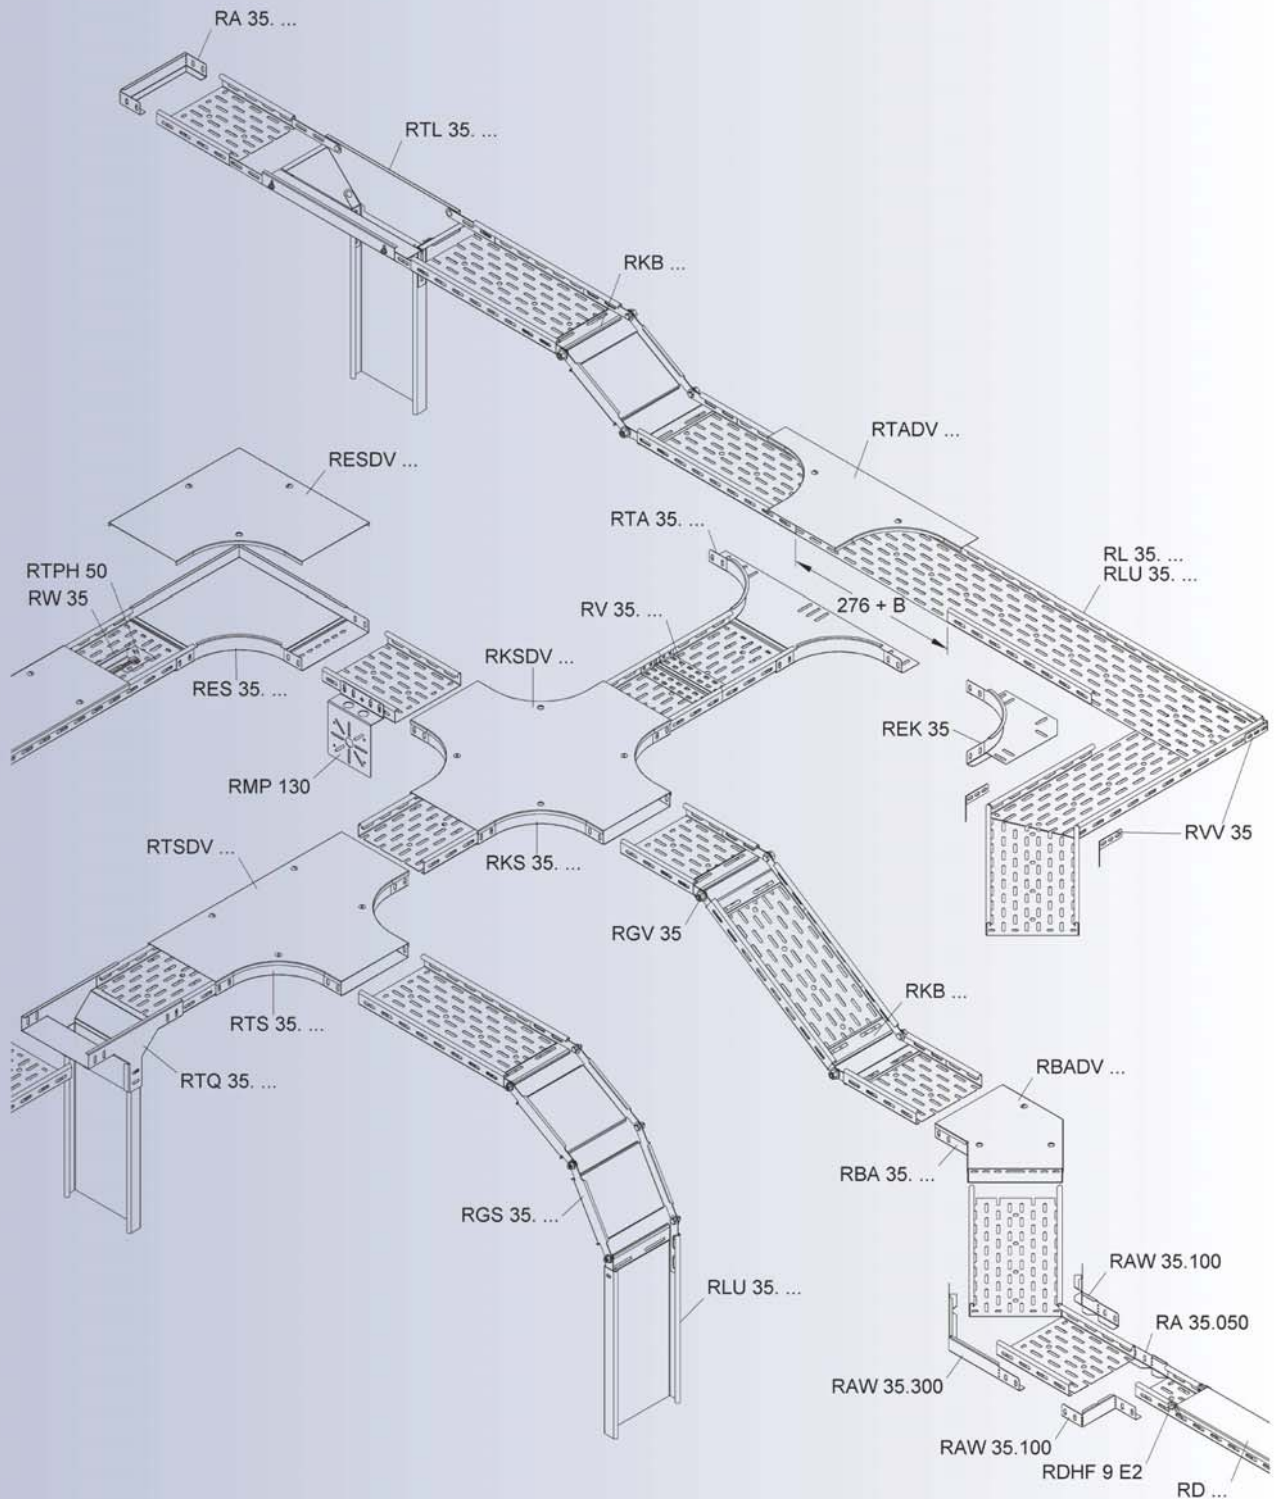 RA 35. ...
RTL 35. ...
RKB ...
RTADV ...
RESDV ...
RTA 35. ...
RL 35. ...
RLU 35. ...
RTPH 50
RW 35
RV 35. ...
276 + B
RKSDV ...
RES 35. ...
REK 35
RMP 130
RVV 35
RTSDV ...
RKS 35. ...
RGV 35
RKB ...
RTS 35. ...
RBADV ...
RTQ 35. ...
RBA 35. ...
RGS 35. ...
RAW 35.100
RLU 35. ...
RA 35.050
RAW 35.300
RAW 35.100
RDHF 9 E2
RD ...